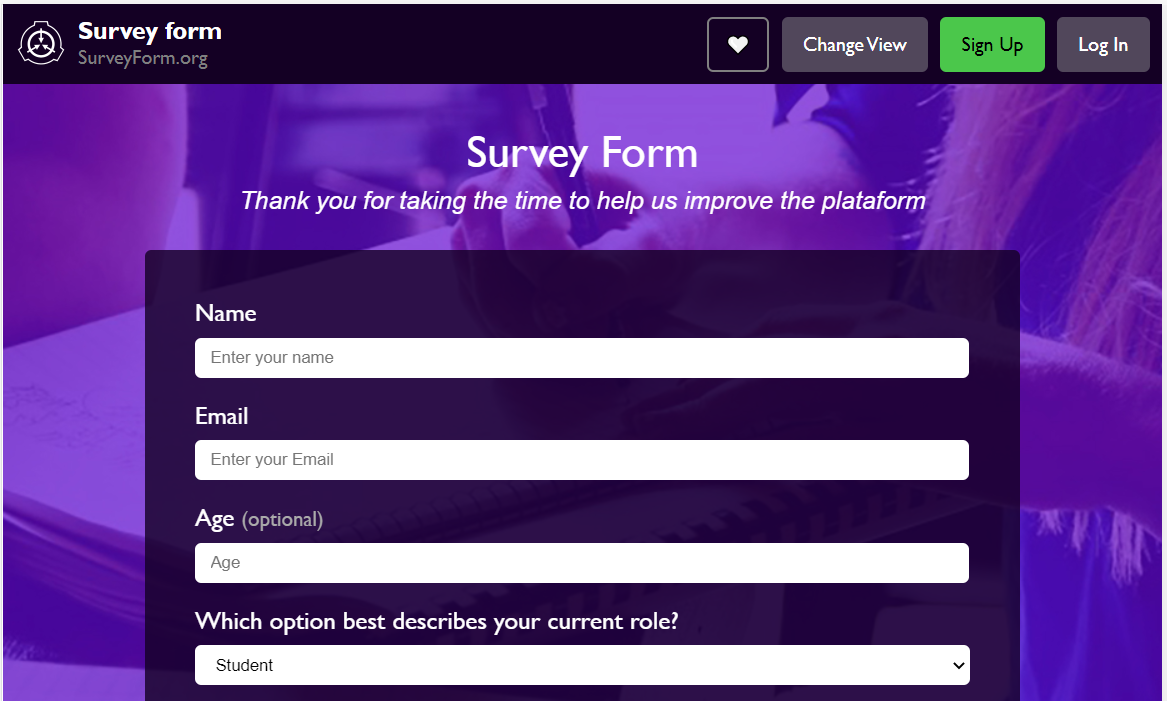 Survey form
SurveyForm.org
Change View
Sign Up
Log In
Survey Form
Thank you for taking the time to help us improve the plataform
Name
Enter your name
Email
Enter your Email
Age (optional)
Age
Which option best describes your current role?
Student